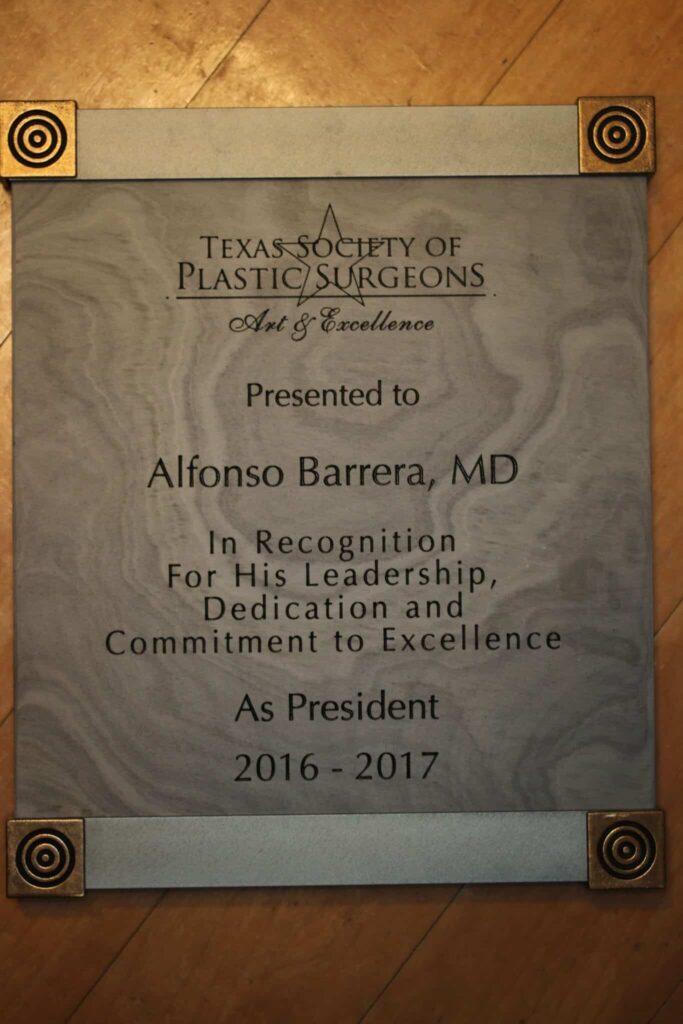 Texas Society of
Plastic Surgeons
Art & Excellence
Presented to
Alfonso Barrera, MD
In Recognition
For His Leadership,
Dedication and
Commitment to Excellence
As President
2016 - 2017